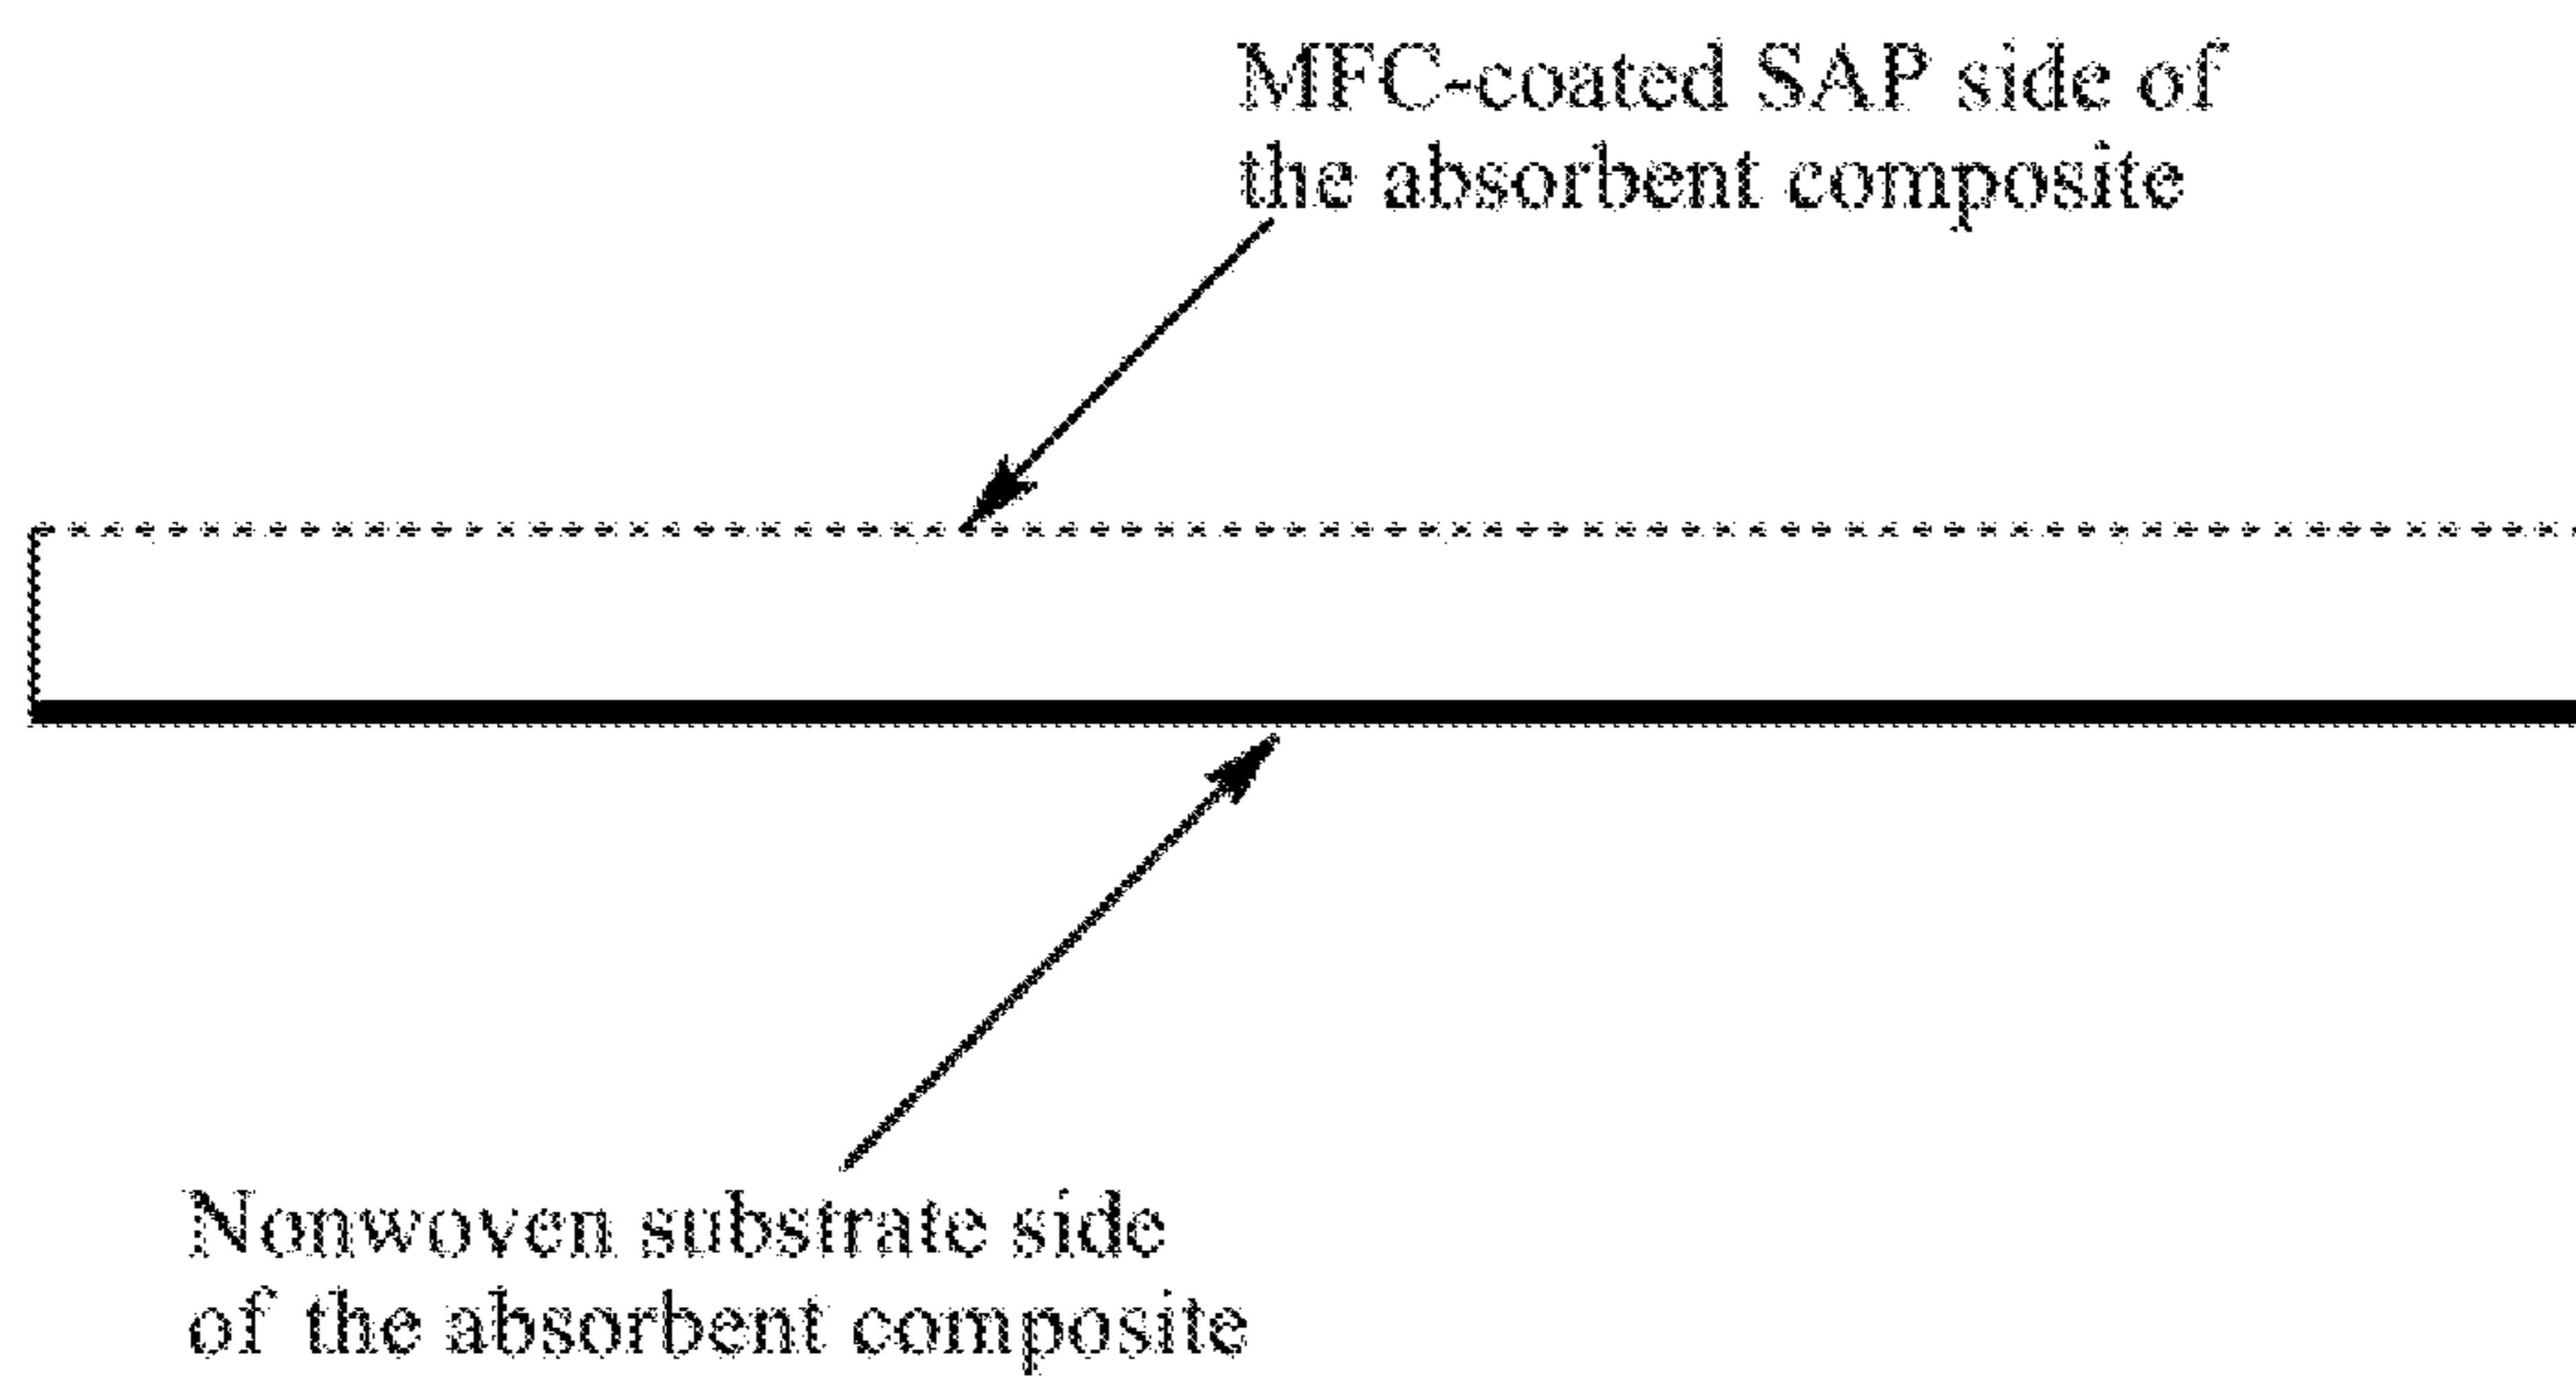 MFC-coated SAP side of
the absorbent composite
Nonwoven substrate side
of the absorbent composite